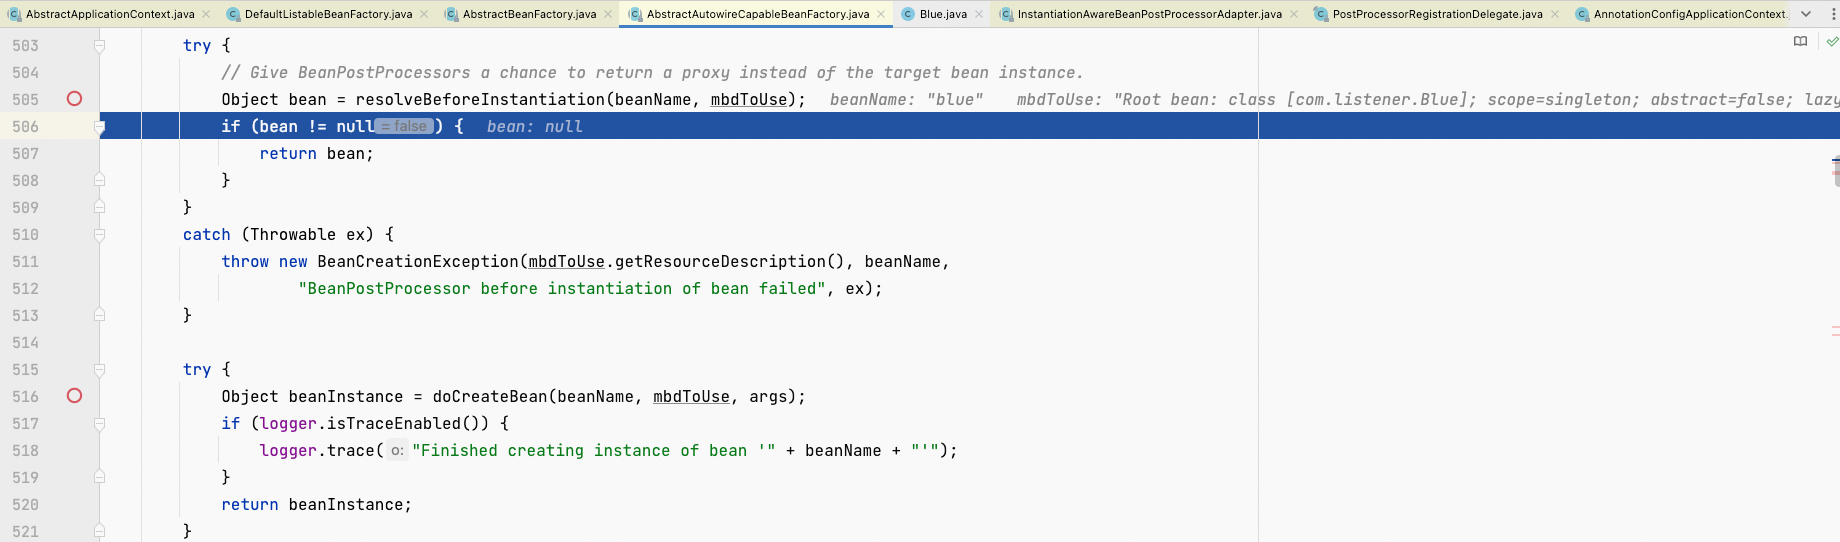 AbstractApplicationContext.java DefaultListableBeanFactory.java AbstractBeanFactory.java AbstractAutowireCapableBeanFactory.java Blue.java InstantiationAwareBeanPostProcessorAdapter.java PostProcessorRegistrationDelegate.java AnnotationConfigApplicationContext.
503 try {
504 // Give BeanPostProcessors a chance to return a proxy instead of the target bean instance.
505 Object bean = resolveBeforeInstantiation(beanName, mbdToUse); beanName: "blue" mbdToUse: "Root bean: class [com.listener.Blue]; scope=singleton; abstract=false; lazy
506 if (bean != null = false ) { bean: null
507 return bean;
508 }
509 }
510 catch (Throwable ex) {
511 throw new BeanCreationException(mbdToUse.getResourceDescription(), beanName,
512 "BeanPostProcessor before instantiation of bean failed", ex);
513 }
514
515 try {
516 Object beanInstance = doCreateBean(beanName, mbdToUse, args);
517 if (logger.isTraceEnabled()) {
518 logger.trace( o: "Finished creating instance of bean '" + beanName + "'");
519 }
520 return beanInstance;
521 }